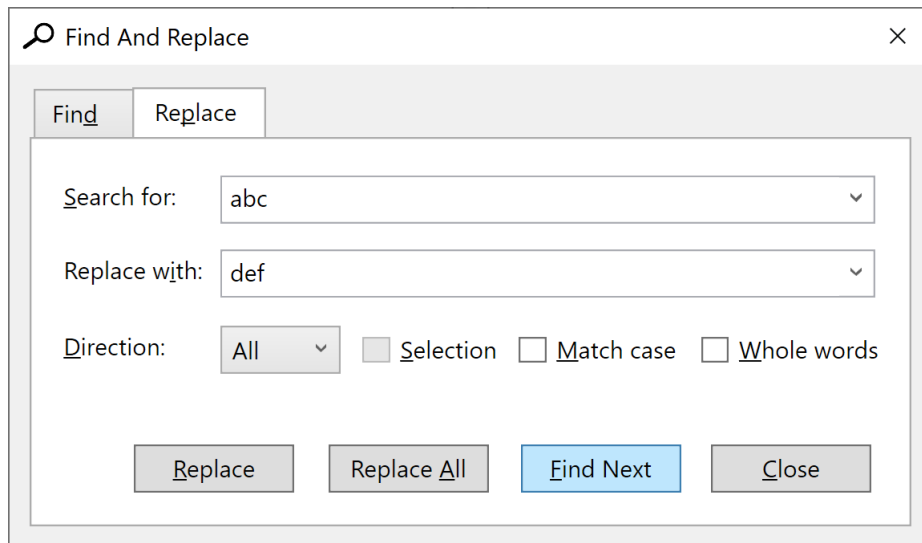 Find And Replace
Find Replace
Search for: abc
Replace with: def
Direction: All Selection Match case Whole words
Replace Replace All Find Next Close